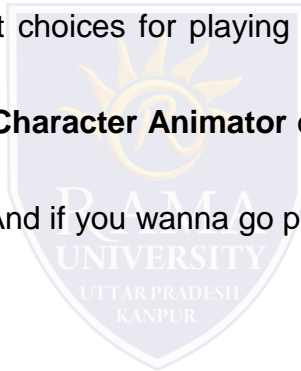 t choices for playing
Character Animator
And if you wanna go p
RAMA
UNIVERSITY
UTTAR PRADESH
KANPUR